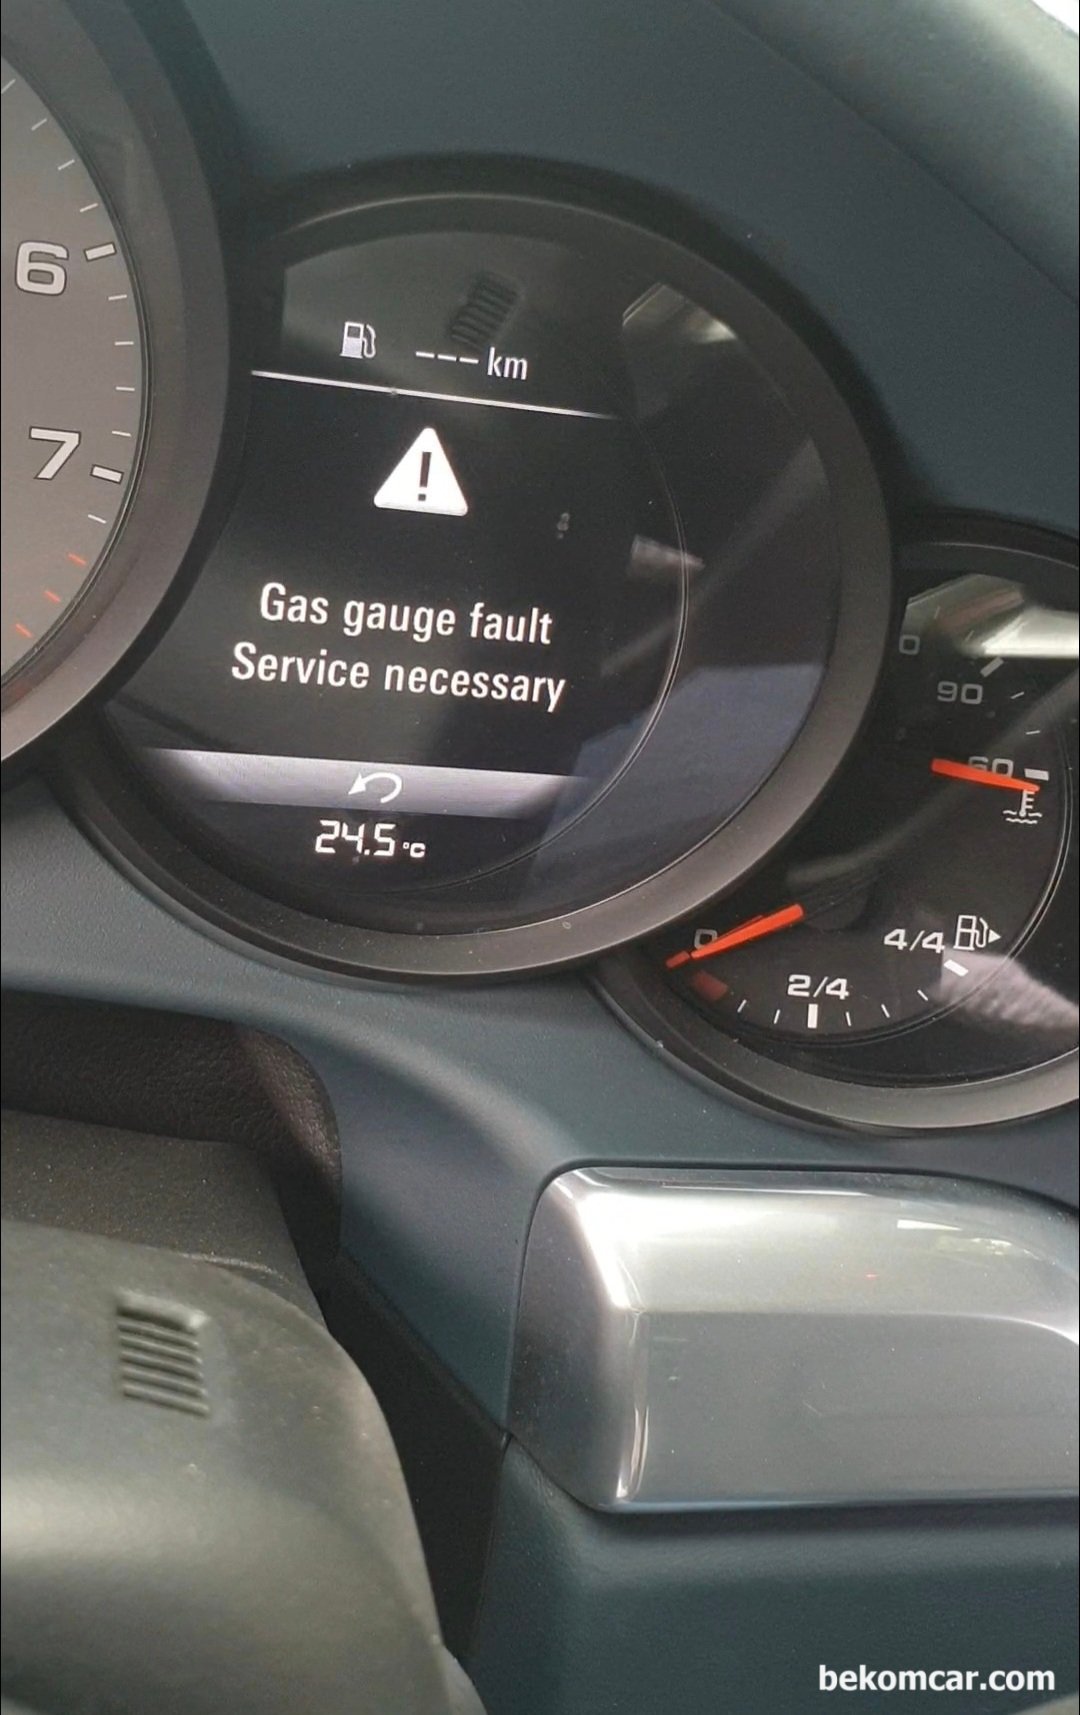 6
7
--- km
!
Gas gauge fault
Service necessary
24.5 °C
0
90
60
0
2/4
4/4
bekomcar.com